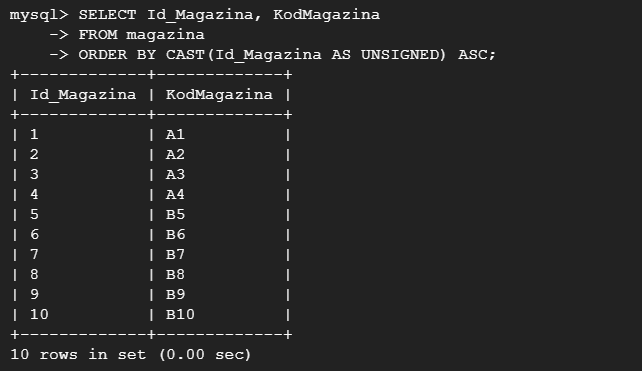 mysql> SELECT Id_Magazina, KodMagazina
    -> FROM magazina
    -> ORDER BY CAST(Id_Magazina AS UNSIGNED) ASC;
+-------------+-------------+
| Id_Magazina | KodMagazina |
+-------------+-------------+
| 1           | A1          |
| 2           | A2          |
| 3           | A3          |
| 4           | A4          |
| 5           | B5          |
| 6           | B6          |
| 7           | B7          |
| 8           | B8          |
| 9           | B9          |
| 10          | B10         |
+-------------+-------------+
10 rows in set (0.00 sec)